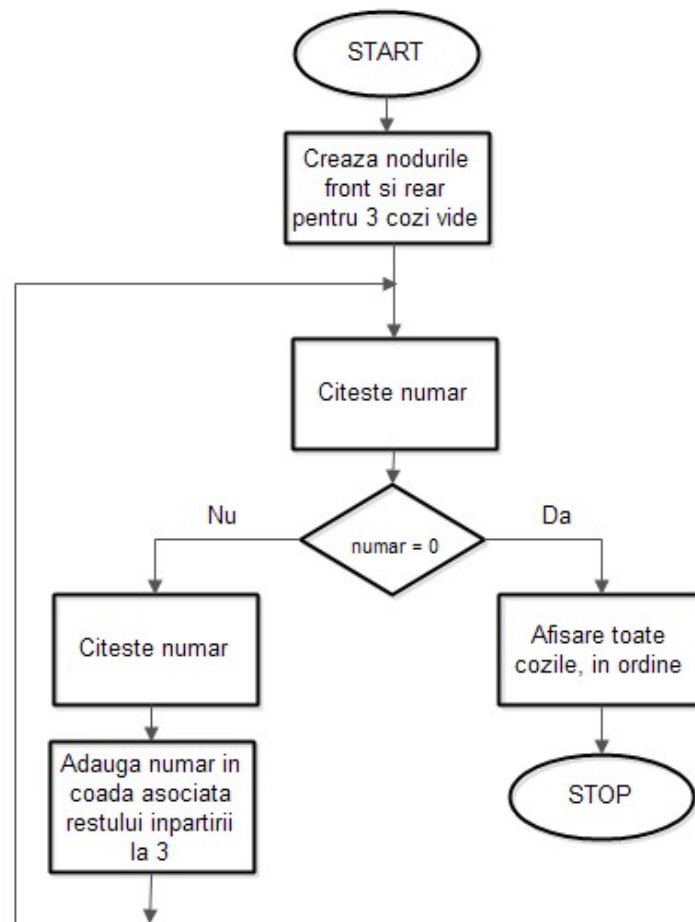 START
Creaza nodurile
front si rear
pentru 3 cozi vide
Citeste numar
Nu
Da
numar = 0
Citeste numar
Afisare toate
cozile, in ordine
Adauga numar in
coada asociata
restului inpartirii
la 3
STOP